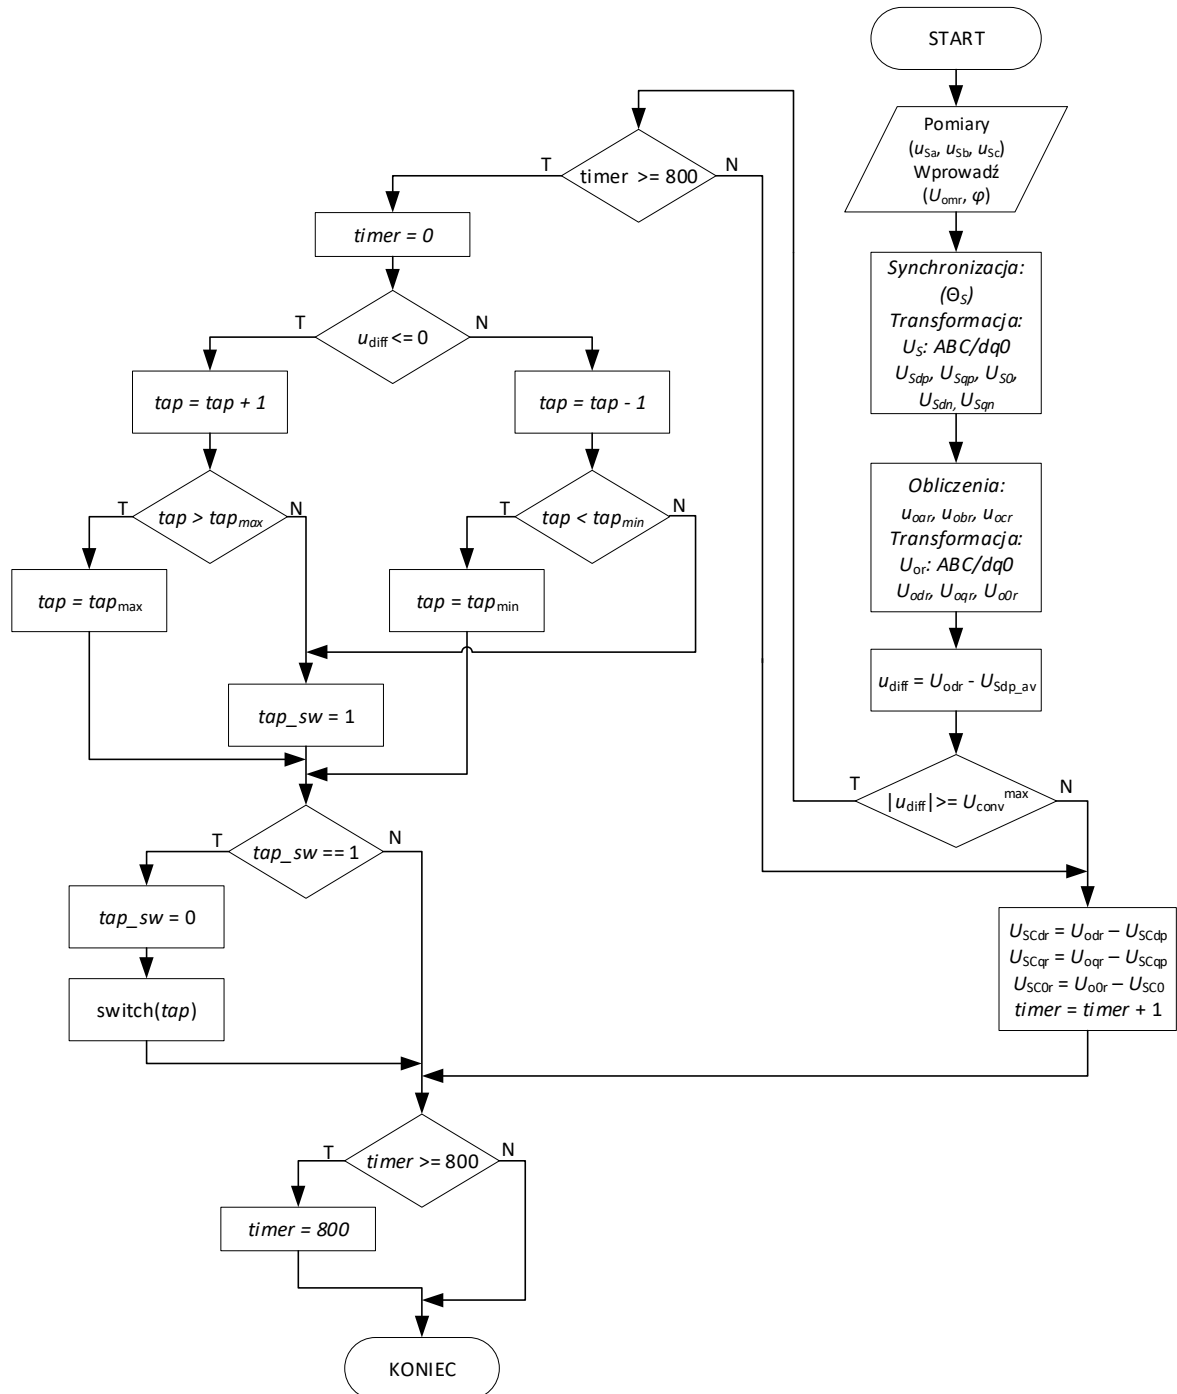 START
Pomiary
(uSa, uSb, uSc)
Wprowadź
(Uomr, φ)
Synchronizacja:
(ΘS)
Transformacja:
US: ABC/dq0
USdp, USqp, US0,
USdn, USqn
Obliczenia:
uoar, uobr, uocr
Transformacja:
Uor: ABC/dq0
Uodr, Uoqr, Uo0r
udiff = Uodr - USdp_av
T
|udiff| >= Uconv^max
N
T
timer >= 800
N
timer = 0
T
udiff <= 0
N
tap = tap + 1
tap = tap - 1
T
tap > tapmax
N
T
tap < tapmin
N
tap = tapmax
tap = tapmin
tap_sw = 1
T
tap_sw == 1
N
tap_sw = 0
switch(tap)
USCdr = Uodr – USCdp
USCqr = Uoqr – USCqp
USC0r = Uo0r – USC0
timer = timer + 1
T
timer >= 800
N
timer = 800
KONIEC